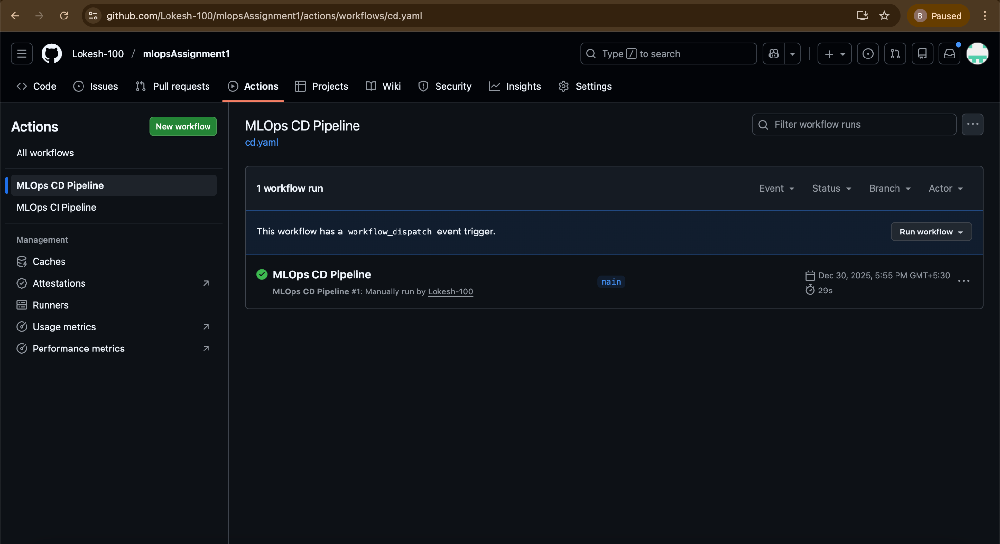 github.com/Lokesh-100/mlopsAssignment1/actions/workflows/cd.yaml
B Paused
Lokesh-100 / mlopsAssignment1
Type / to search
Code Issues Pull requests Actions Projects Wiki Security Insights Settings
Actions
New workflow
All workflows
MLOps CD Pipeline
MLOps CI Pipeline
Management
Caches
Attestations
Runners
Usage metrics
Performance metrics
MLOps CD Pipeline
cd.yaml
Filter workflow runs
1 workflow run
Event Status Branch Actor
This workflow has a workflow_dispatch event trigger.
Run workflow
MLOps CD Pipeline
MLOps CD Pipeline #1: Manually run by Lokesh-100
main
Dec 30, 2025, 5:55 PM GMT+5:30
29s